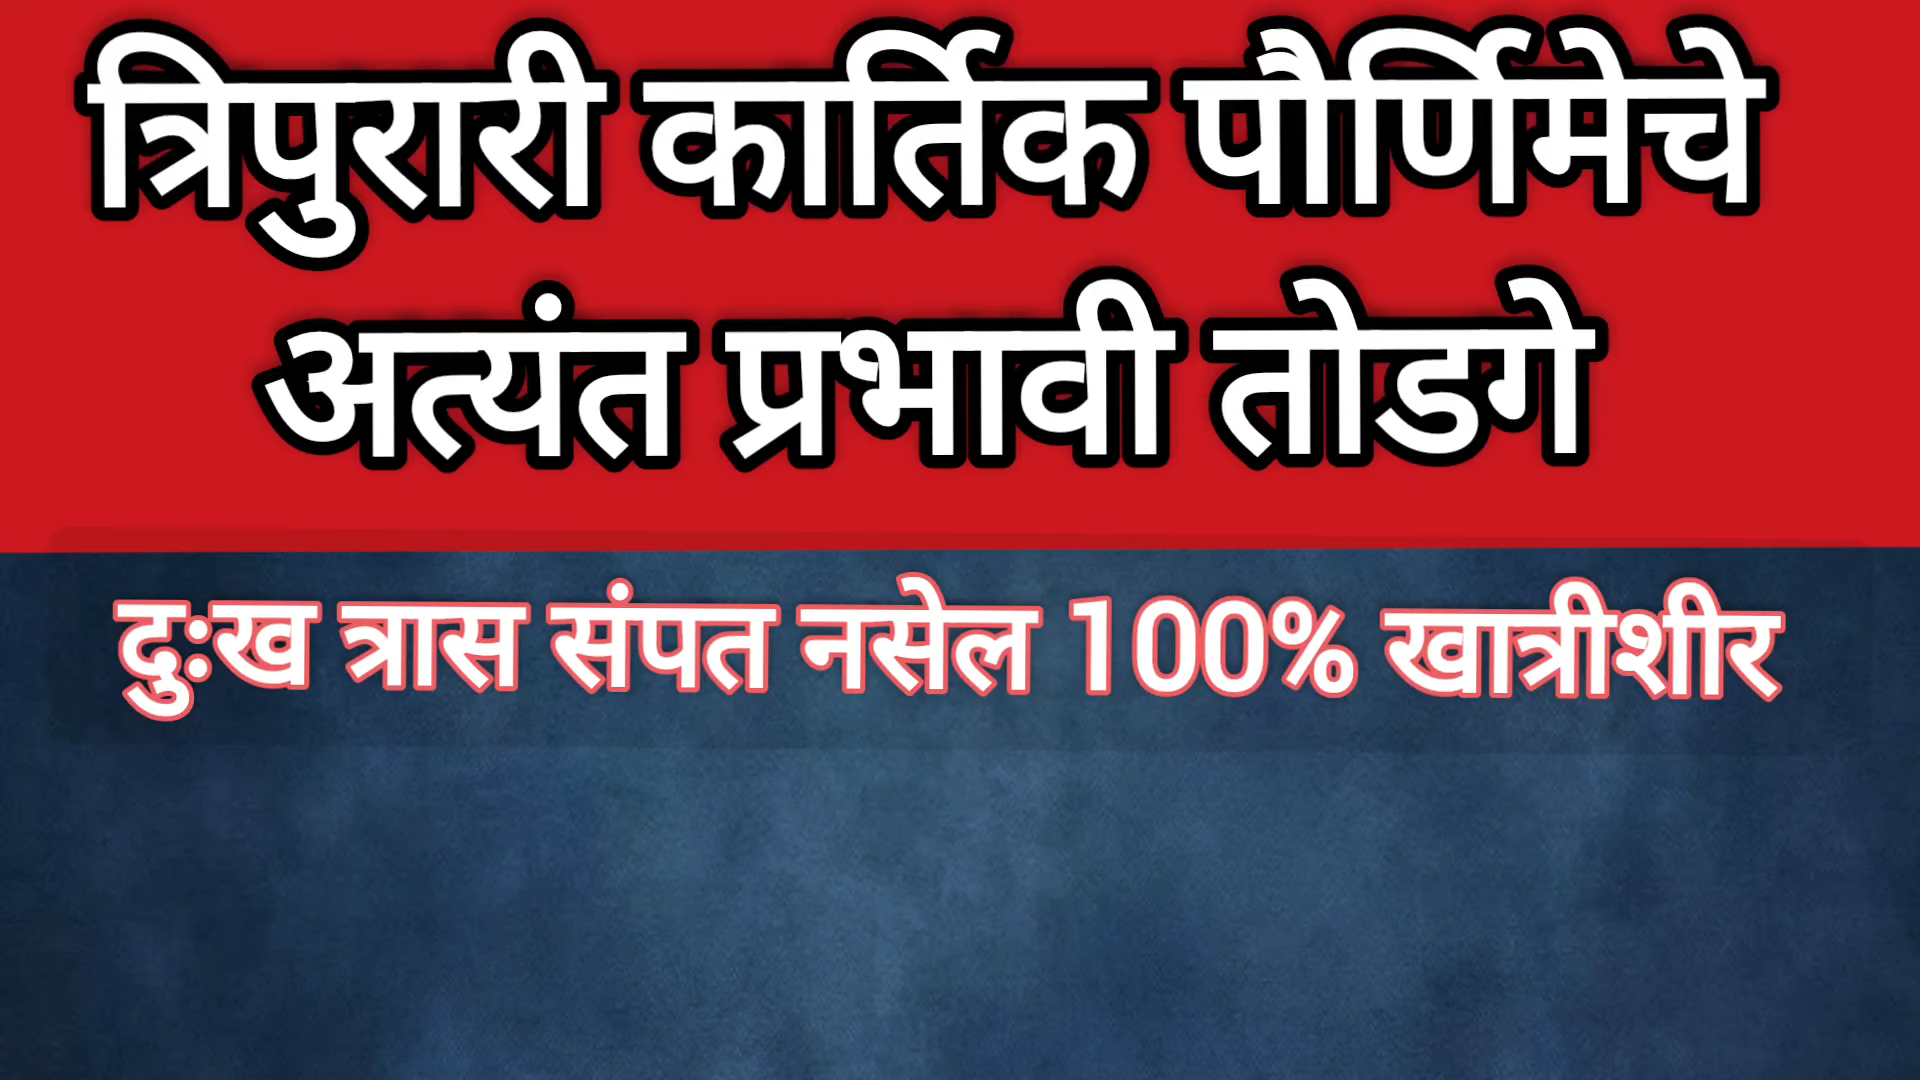 त्रिपुरारी कार्तिक पौर्णिमेचे
अत्यंत प्रभावी तोडगे
दु:ख त्रास संपत नसेल 100% खात्रीशीर